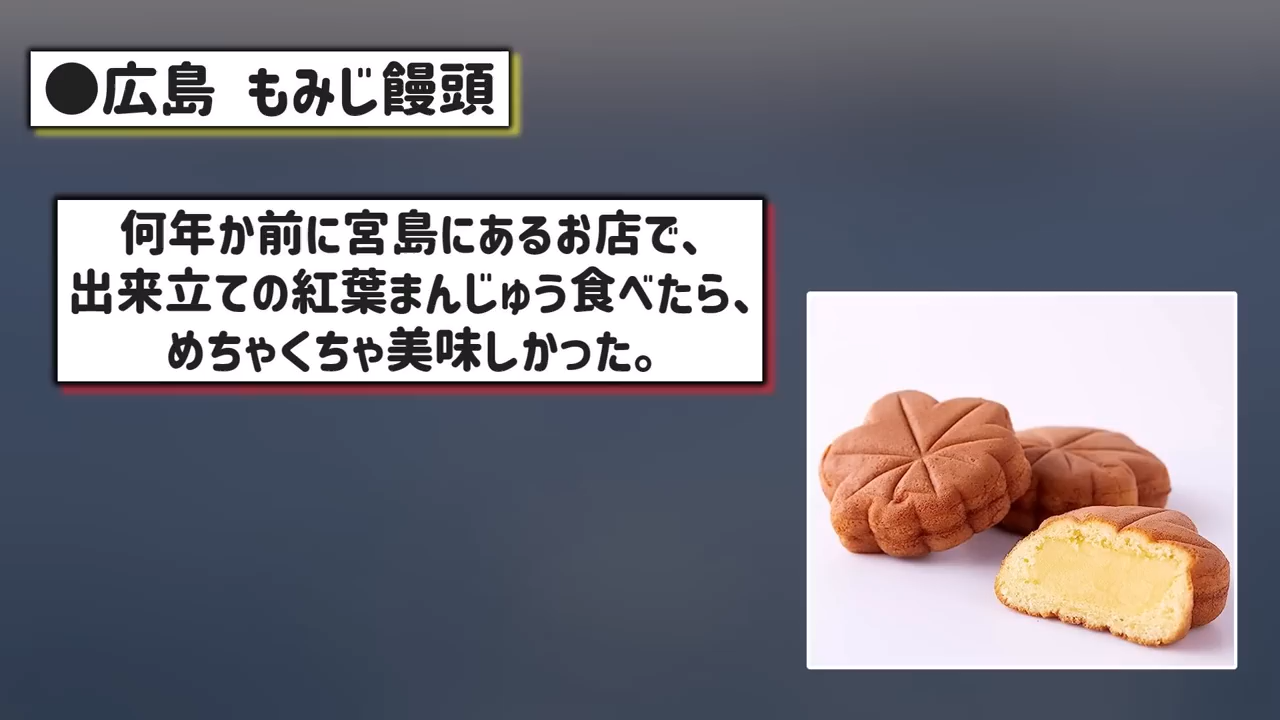 ●広島 もみじ饅頭
何年か前に宮島にあるお店で、
出来立ての紅葉まんじゅう食べたら、
めちゃくちゃ美味しかった。